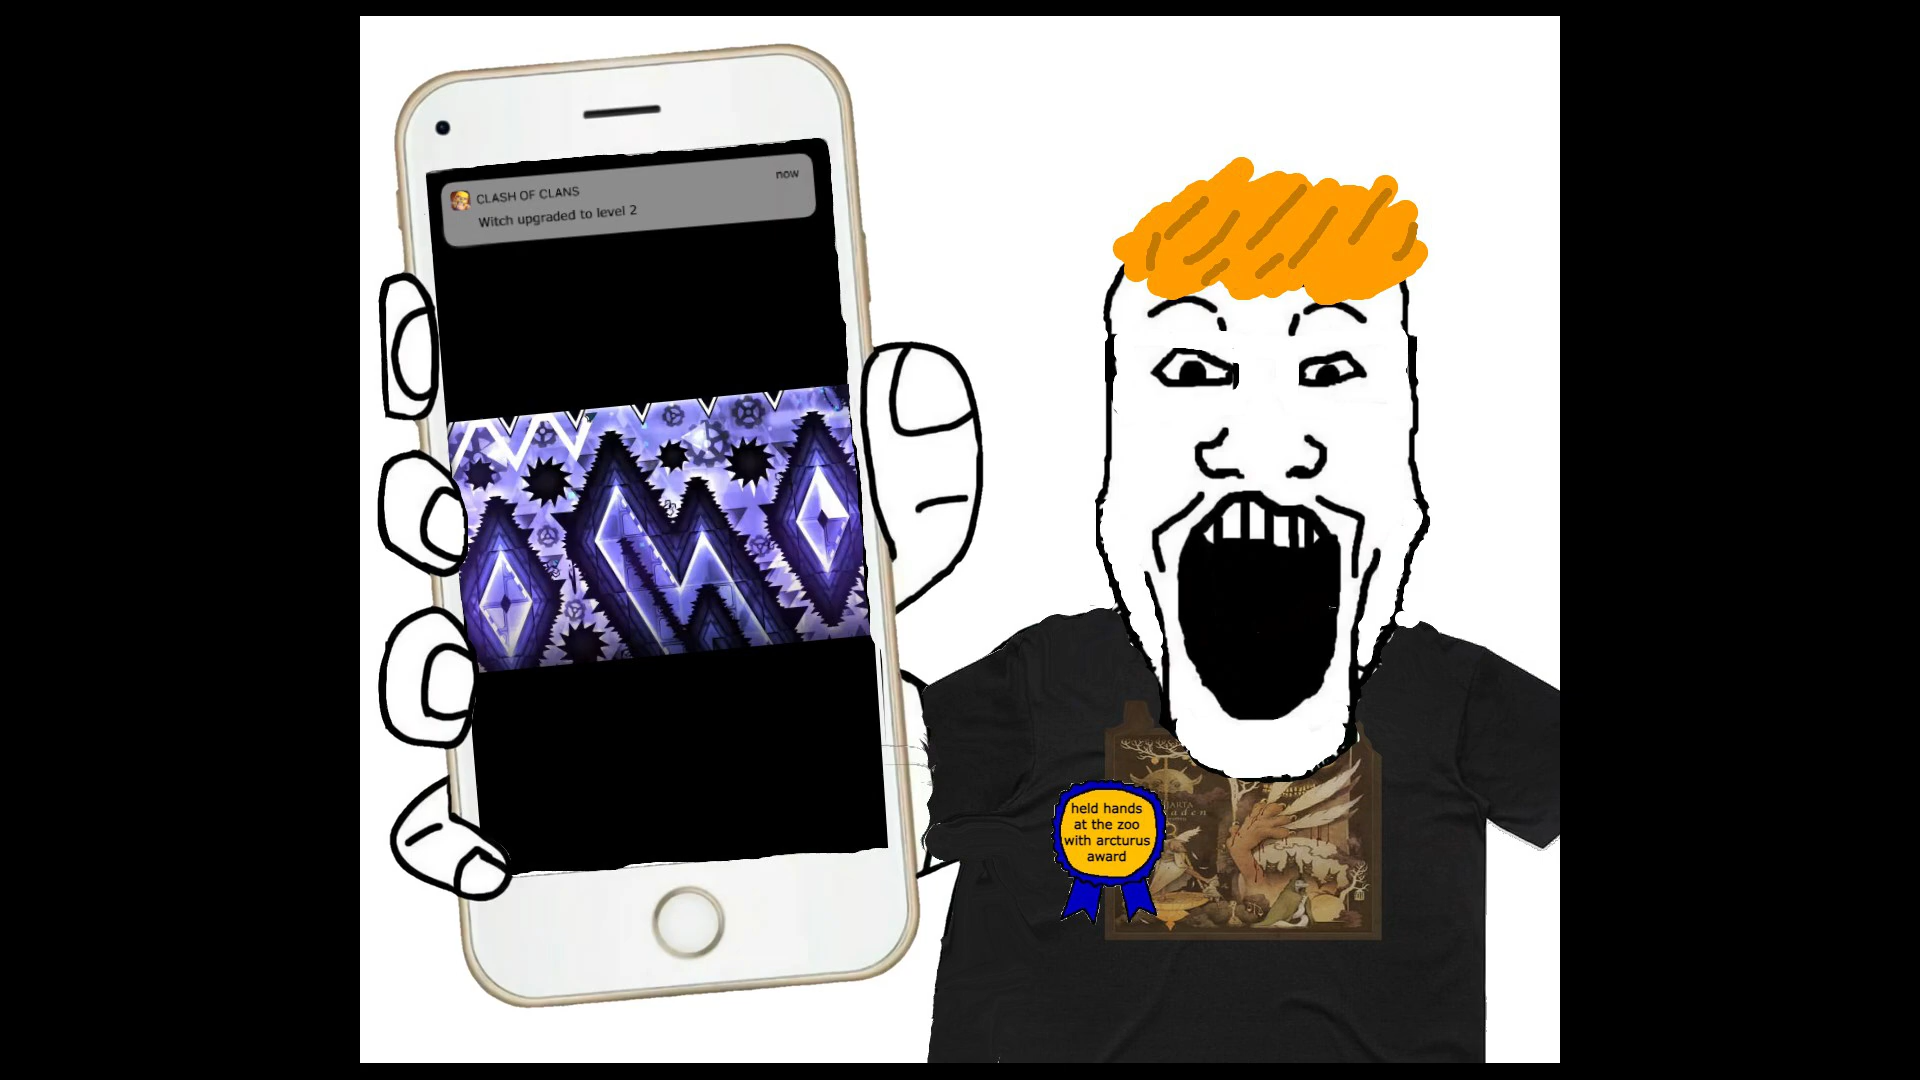 CLASH OF CLANS
now
Witch upgraded to level 2
held hands
at the zoo
with arcturus
award